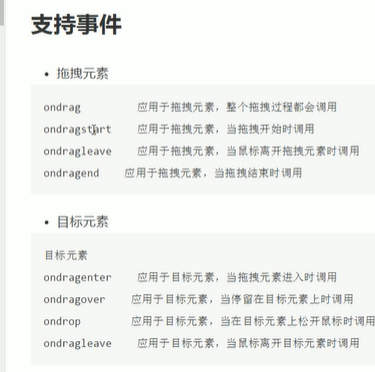 支持事件
拖拽元素
ondrag 应用于拖拽元素，整个拖拽过程都会调用
ondragstart 应用于拖拽元素，当拖拽开始时调用
ondragleave 应用于拖拽元素，当鼠标离开拖拽元素时调用
ondragend 应用于拖拽元素，当拖拽结束时调用
目标元素
目标元素
ondragenter 应用于目标元素，当拖拽元素进入时调用
ondragover 应用于目标元素，当停留在目标元素上时调用
ondrop 应用于目标元素，当在目标元素上松开鼠标时调用
ondragleave 应用于目标元素，当鼠标离开目标元素时调用